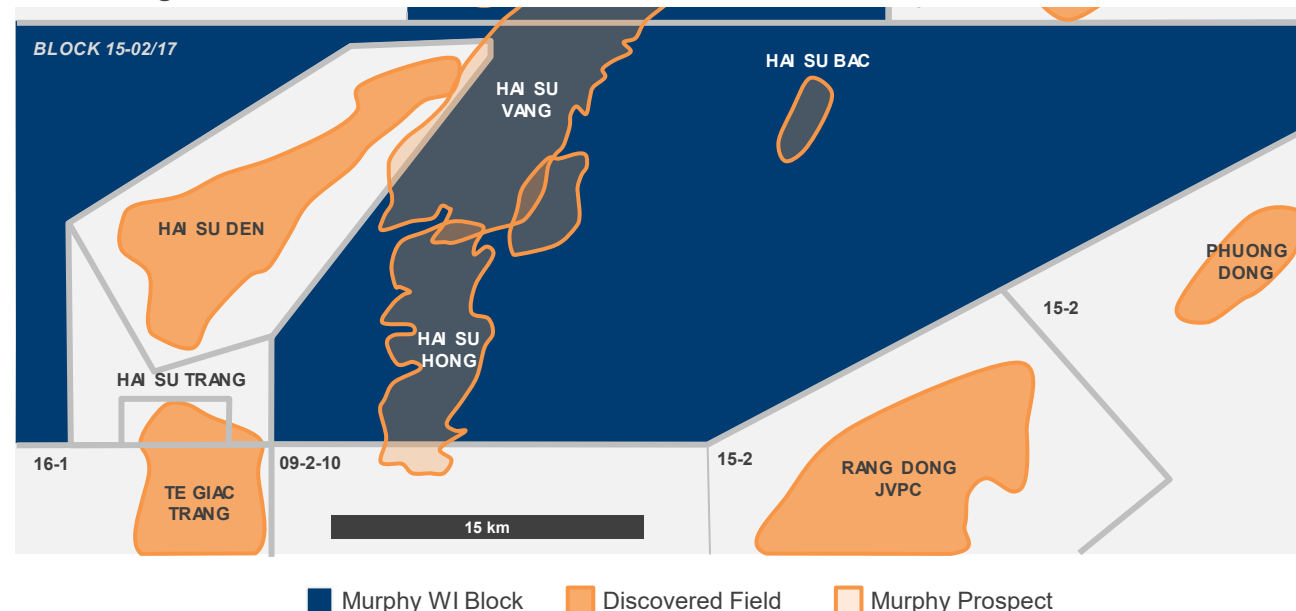 BLOCK 15-02/17
HAI SU BAC
HAI SU
VANG
HAI SU DEN
PHUONG
DONG
15-2
HAI SU
HONG
HAI SU TRANG
16-1
09-2-10
15-2
RANG DONG
JVPC
TE GIAC
TRANG
15 km
Murphy WI Block
Discovered Field
Murphy Prospect